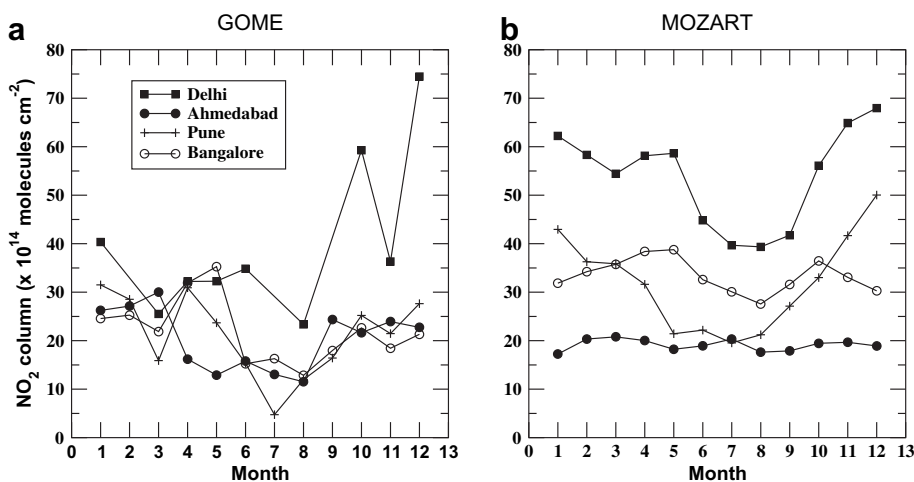 a GOME
b MOZART
NO2 column (x 10^14 molecules cm-2)
80
70
60
50
40
30
20
10
0
Delhi
Ahmedabad
Pune
Bangalore
0 1 2 3 4 5 6 7 8 9 10 11 12 13
Month
80
70
60
50
40
30
20
10
0
0 1 2 3 4 5 6 7 8 9 10 11 12 13
Month